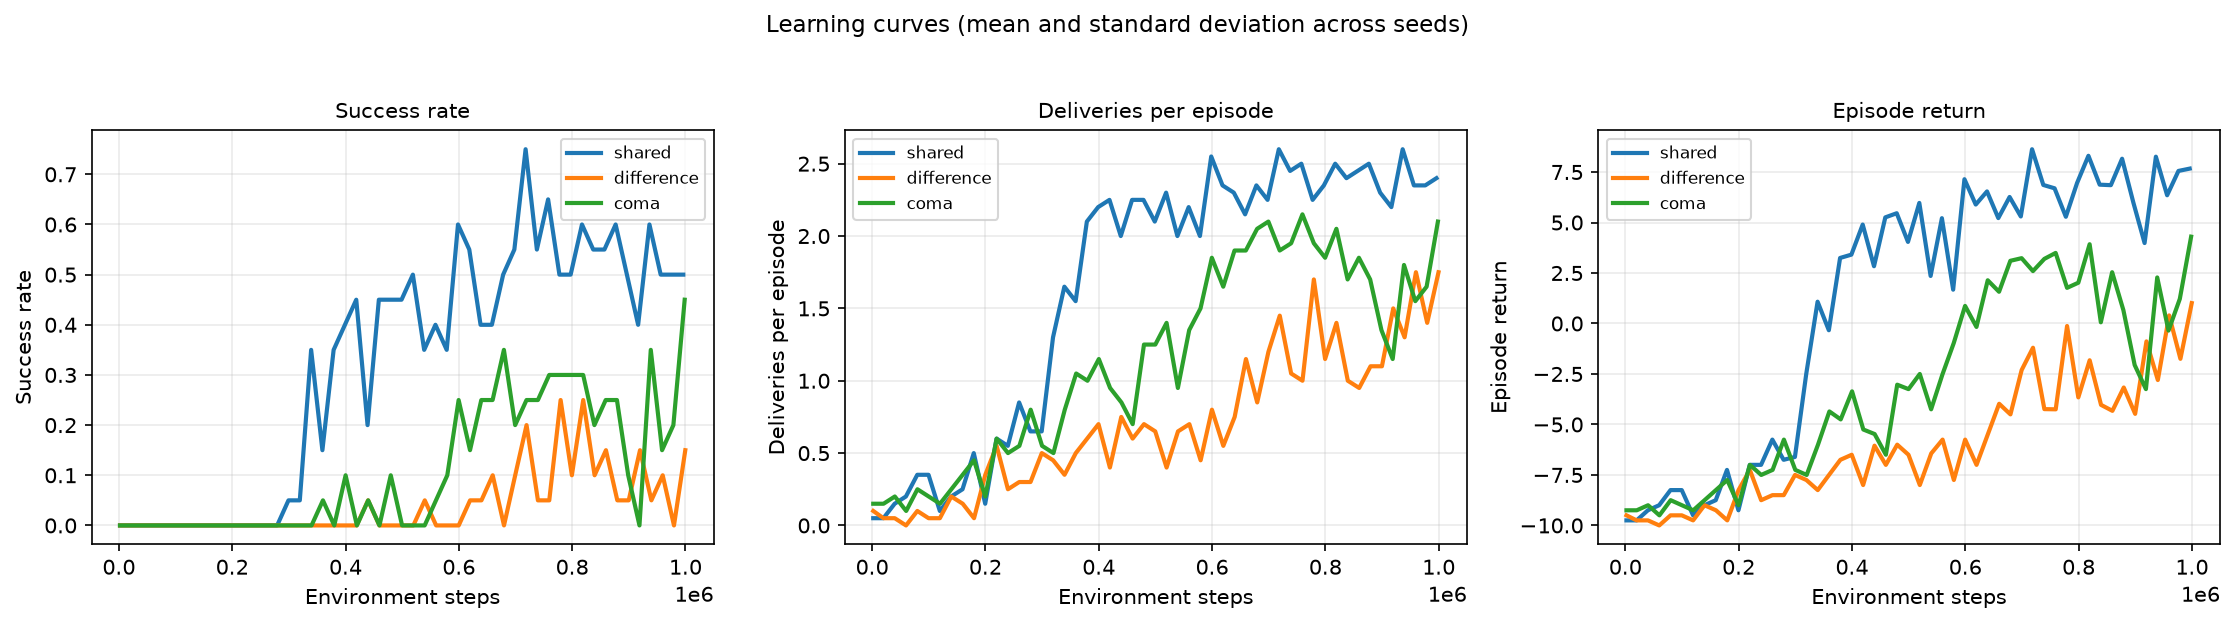 Learning curves (mean and standard deviation across seeds)
Success rate
Success rate
0.7
0.6
0.5
0.4
0.3
0.2
0.1
0.0
shared
difference
coma
0.0 0.2 0.4 0.6 0.8 1.0
1e6
Environment steps
Deliveries per episode
Deliveries per episode
2.5
2.0
1.5
1.0
0.5
0.0
shared
difference
coma
0.0 0.2 0.4 0.6 0.8 1.0
1e6
Environment steps
Episode return
Episode return
7.5
5.0
2.5
0.0
−2.5
−5.0
−7.5
−10.0
shared
difference
coma
0.0 0.2 0.4 0.6 0.8 1.0
1e6
Environment steps